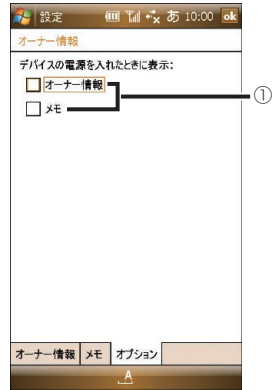 設定 あ 10:00 ok
オーナー情報
デバイスの電源を入れたときに表示:
オーナー情報
①
メモ
オーナー情報 メモ オプション
A